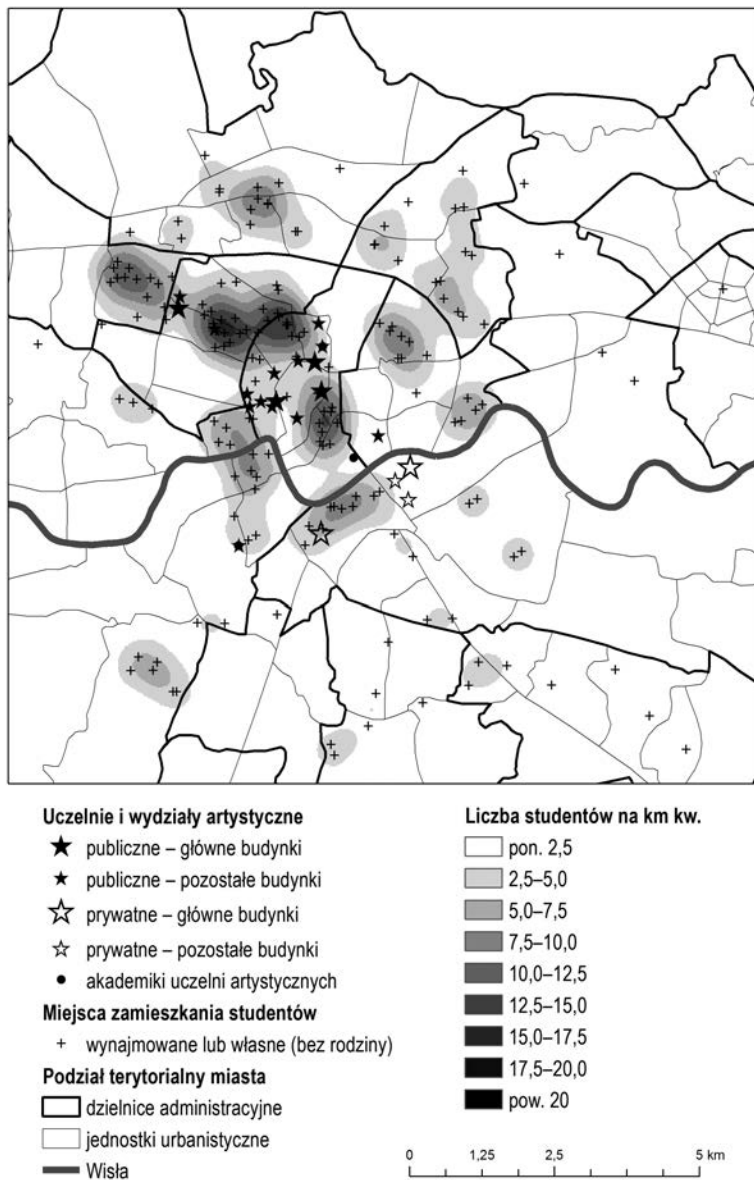 Uczelnie i wydziały artystyczne
publiczne – główne budynki
publiczne – pozostałe budynki
prywatne – główne budynki
prywatne – pozostałe budynki
akademiki uczelni artystycznych
Miejsca zamieszkania studentów
wynajmowane lub własne (bez rodziny)
Podział terytorialny miasta
dzielnice administracyjne
jednostki urbanistyczne
Wisła
Liczba studentów na km kw.
pon. 2,5
2,5–5,0
5,0–7,5
7,5–10,0
10,0–12,5
12,5–15,0
15,0–17,5
17,5–20,0
pow. 20
0 1,25 2,5 5 km